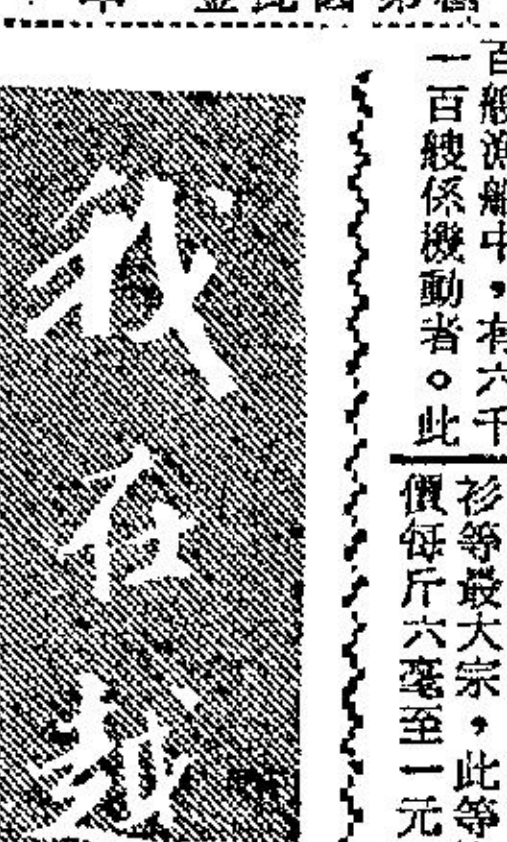 百艘漁船中，有六千
一百艘係機動者。此
衫等最大宗，此等
價每斤六毫至一元
我在越